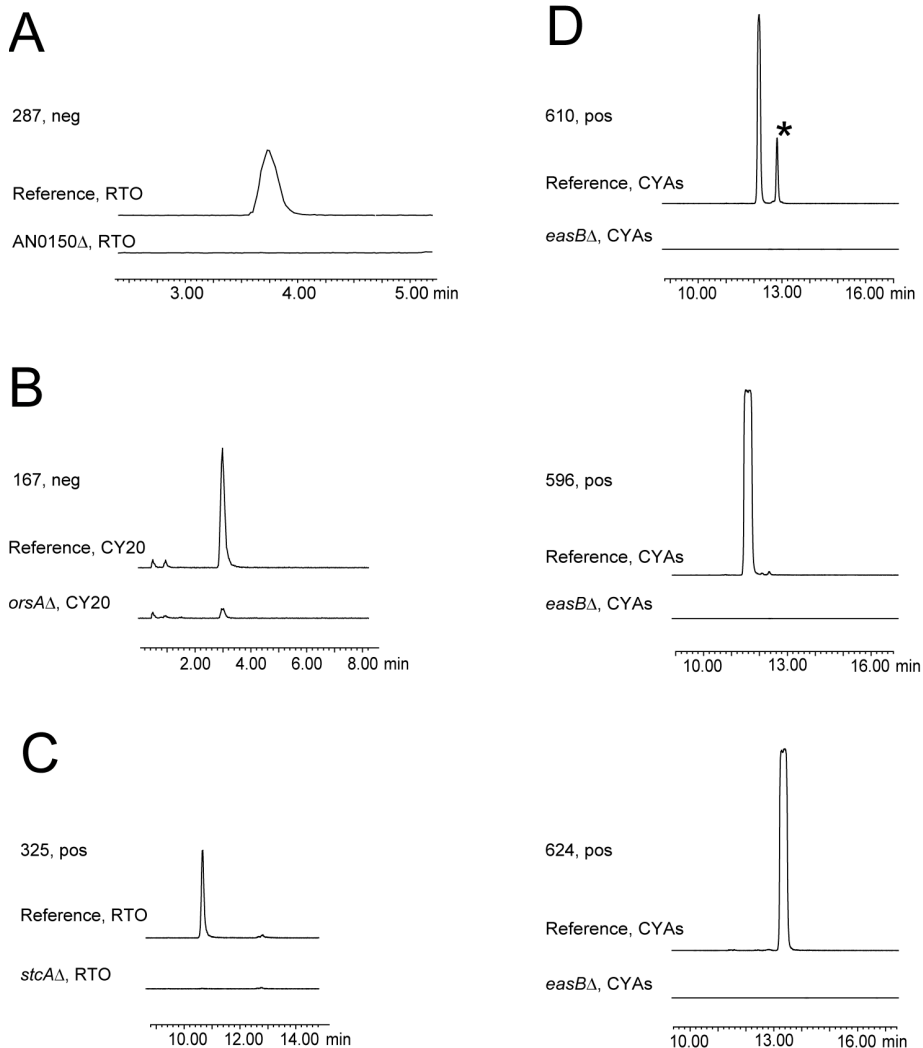 A
287, neg
Reference, RTO
AN0150Δ, RTO
3.00 4.00 5.00 min
B
167, neg
Reference, CY20
orsAΔ, CY20
2.00 4.00 6.00 8.00 min
C
325, pos
Reference, RTO
stcAΔ, RTO
10.00 12.00 14.00 min
D
610, pos
*
Reference, CYAs
easBΔ, CYAs
10.00 13.00 16.00 min
596, pos
Reference, CYAs
easBΔ, CYAs
10.00 13.00 16.00 min
624, pos
Reference, CYAs
easBΔ, CYAs
10.00 13.00 16.00 min